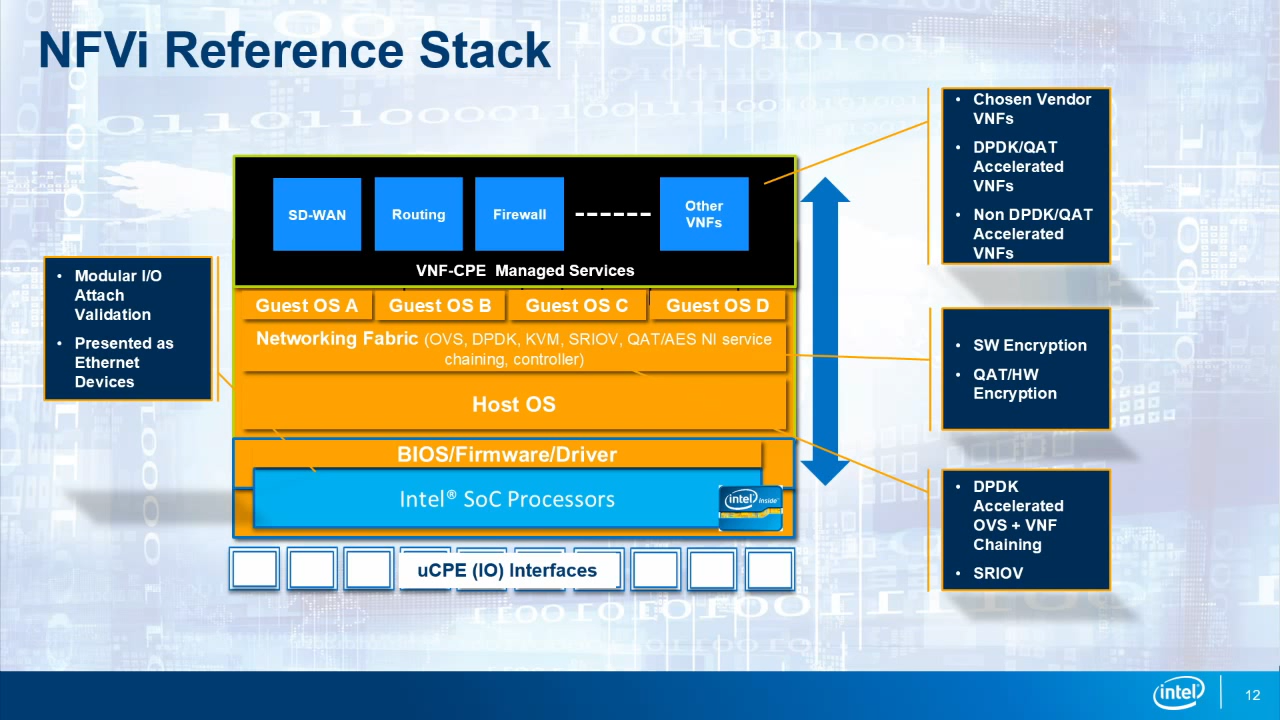 NFVi Reference Stack
• Chosen Vendor
VNFs
• DPDK/QAT
Accelerated
VNFs
• Non DPDK/QAT
Accelerated
VNFs
SD-WAN
Routing
Firewall
Other
VNFs
VNF-CPE Managed Services
• Modular I/O
Attach
Validation
• Presented as
Ethernet
Devices
Guest OS A
Guest OS B
Guest OS C
Guest OS D
Networking Fabric (OVS, DPDK, KVM, SRIOV, QAT/AES NI service
chaining, controller)
• SW Encryption
• QAT/HW
Encryption
Host OS
BIOS/Firmware/Driver
Intel® SoC Processors
intel inside™
• DPDK
Accelerated
OVS + VNF
Chaining
• SRIOV
uCPE (IO) Interfaces
intel
12